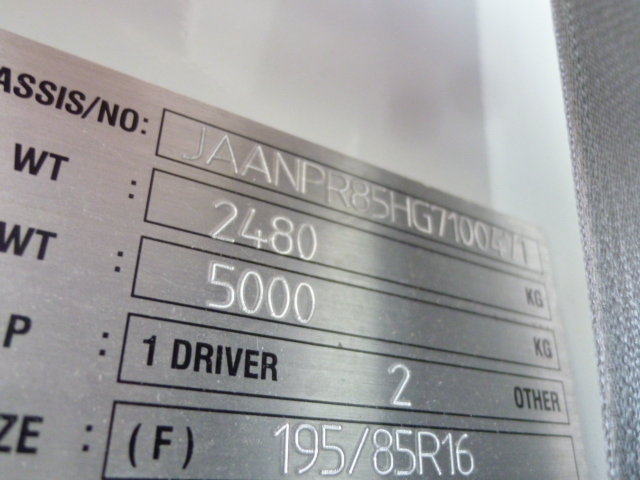 ASSIS/NO: JAANPR85HG7100471
WT : 2480 KG
WT : 5000 KG
P : 1 DRIVER 2 OTHER
ZE : (F) 195/85R16